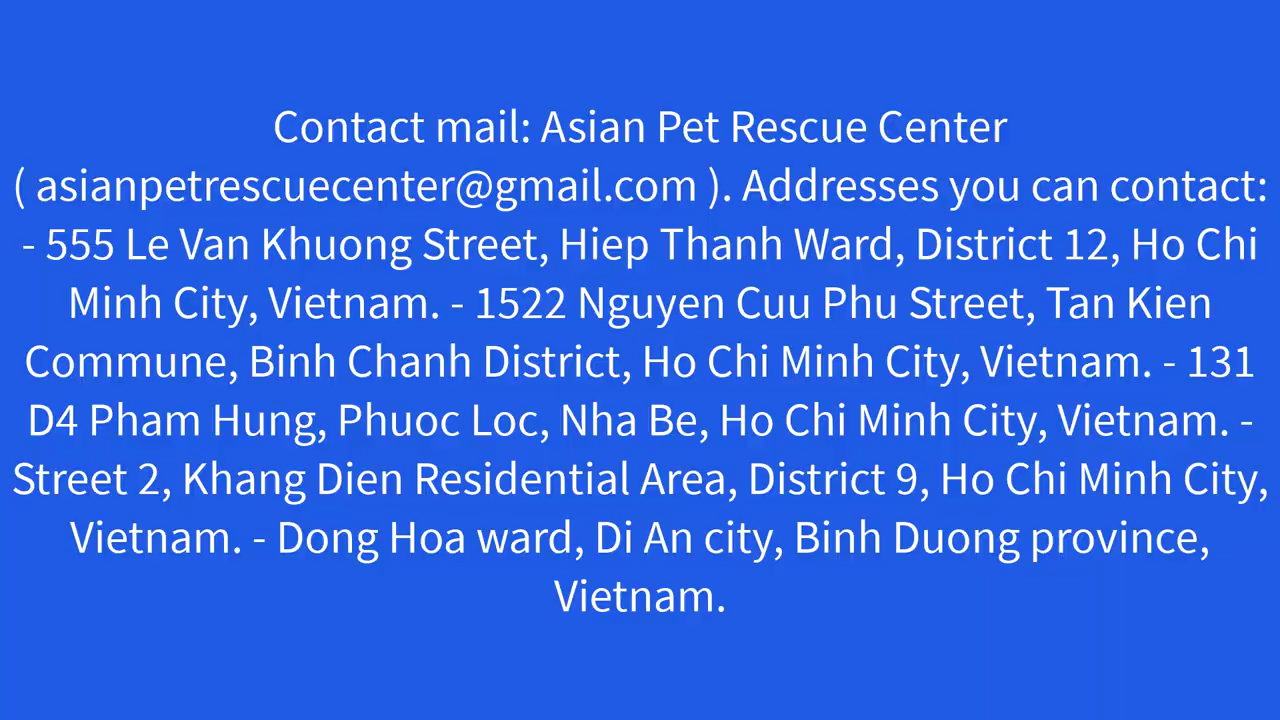 Contact mail: Asian Pet Rescue Center
( asianpetrescuecenter@gmail.com ). Addresses you can contact:
- 555 Le Van Khuong Street, Hiep Thanh Ward, District 12, Ho Chi
Minh City, Vietnam. - 1522 Nguyen Cuu Phu Street, Tan Kien
Commune, Binh Chanh District, Ho Chi Minh City, Vietnam. - 131
D4 Pham Hung, Phuoc Loc, Nha Be, Ho Chi Minh City, Vietnam. -
Street 2, Khang Dien Residential Area, District 9, Ho Chi Minh City,
Vietnam. - Dong Hoa ward, Di An city, Binh Duong province,
Vietnam.